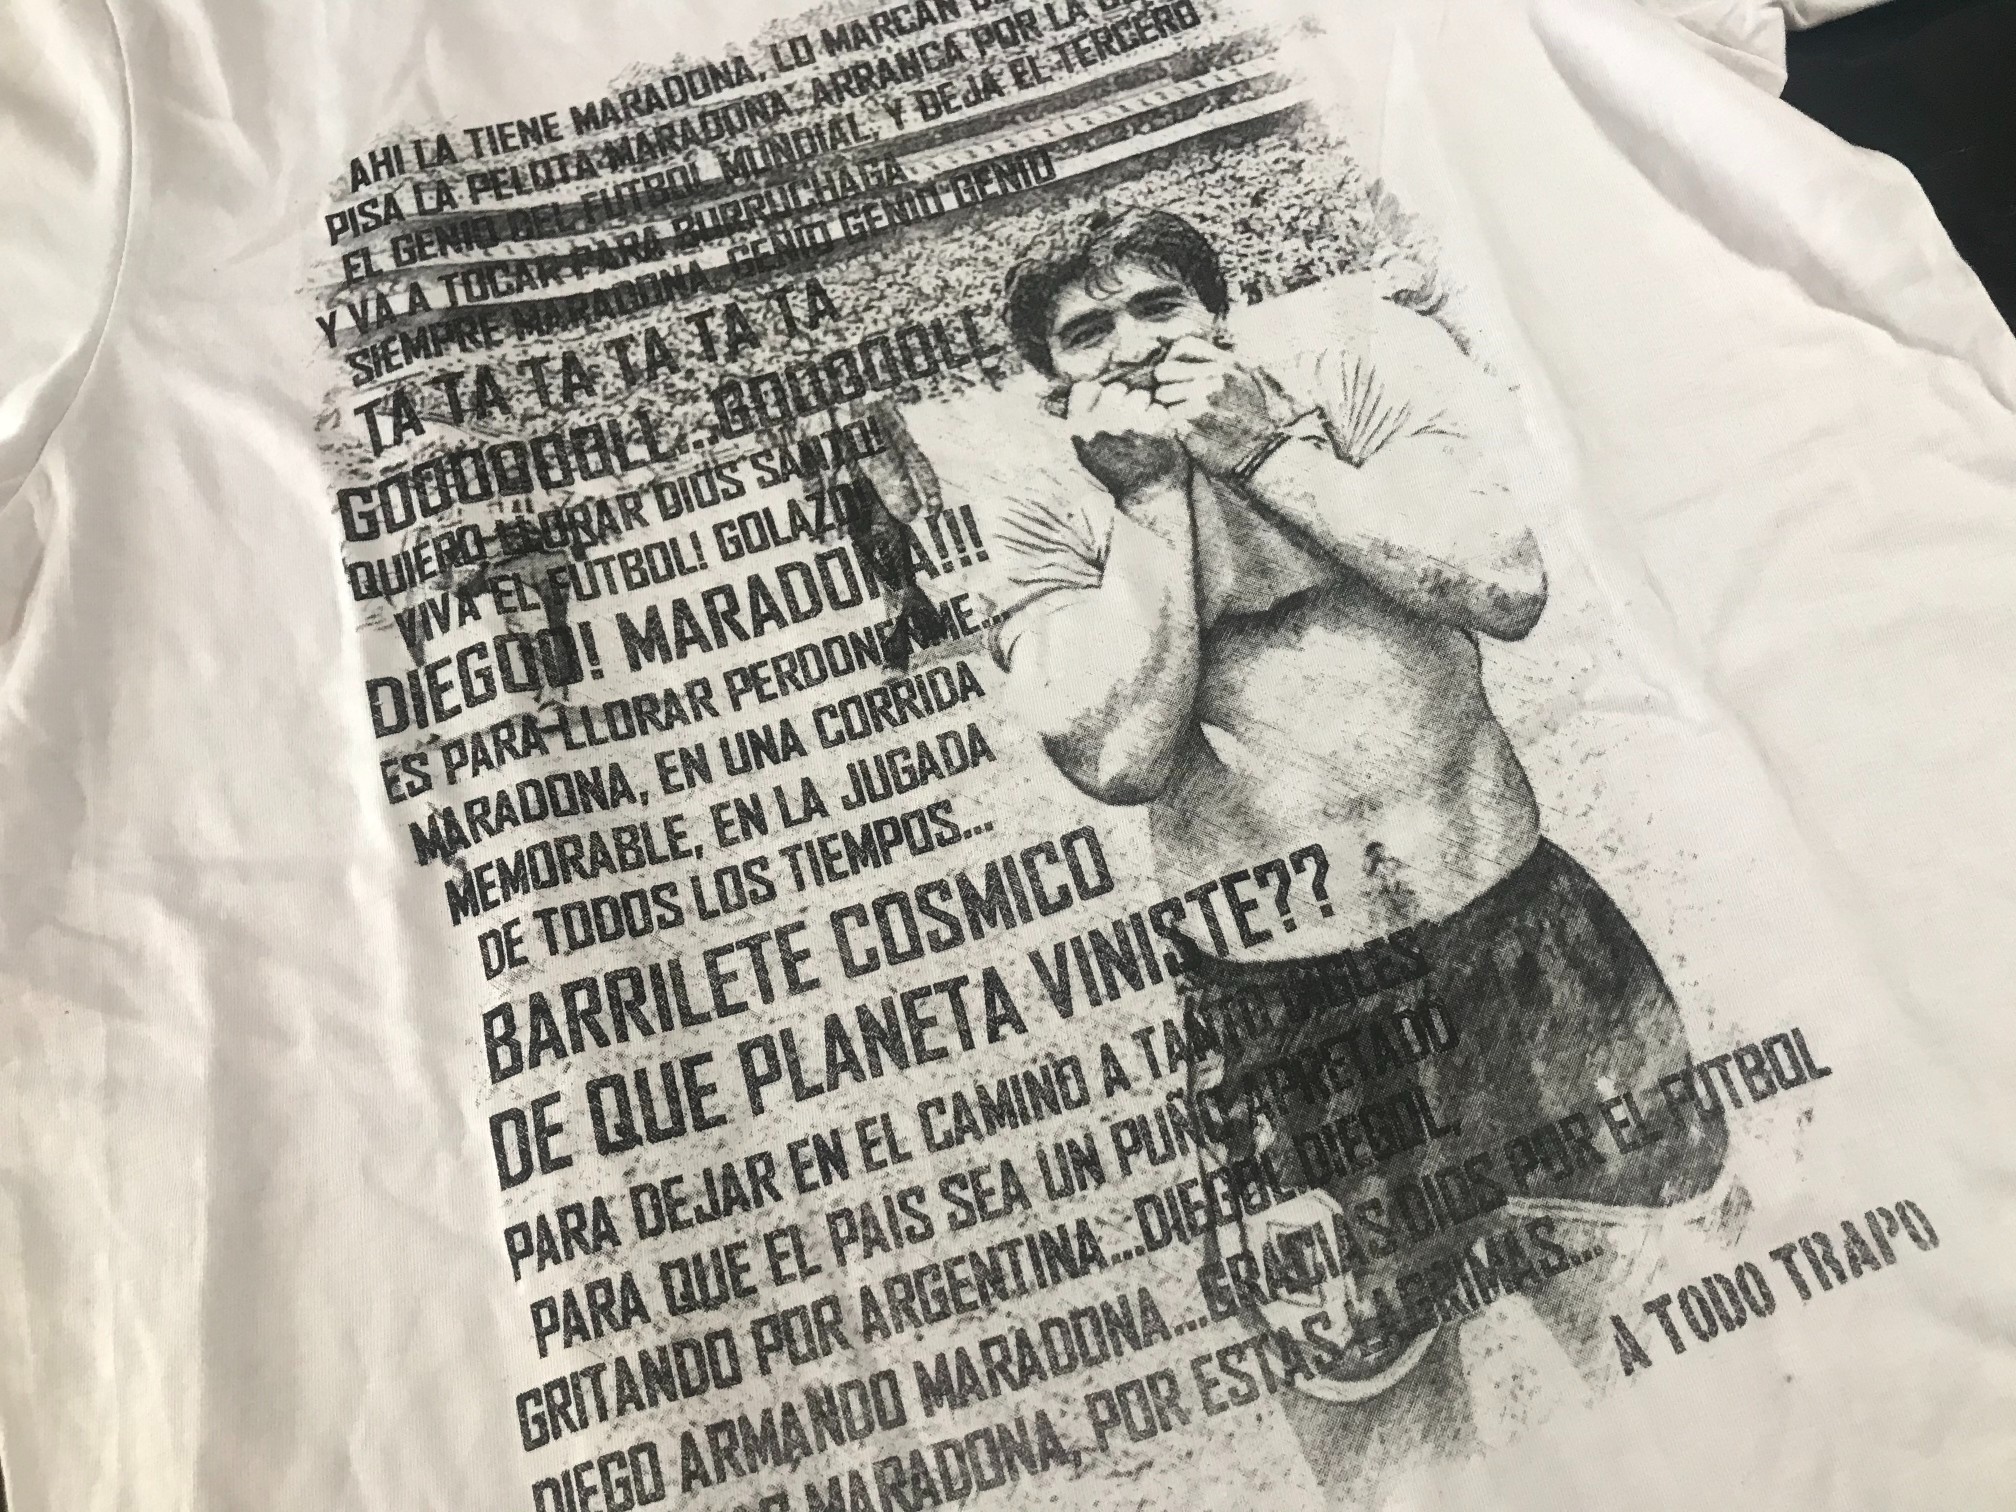 AHI LA TIENE MARADONA, LO MARCAN
PISA LA PELOTA MARADONA, ARRANCA POR LA
EL GENIO DEL FUTBOL MUNDIAL, Y DEJA EL TERCERO
Y VA A TOCAR PARA BURRUCHAGA
SIEMPRE MARADONA, GENIO GENIO GENIO
TA TA TA TA TA TA
GOOOOOOLL...GOOOOOOLL
QUIERO LLORAR DIOS SANTO!
VIVA EL FUTBOL! GOLAZO!
DIEGOO! MARADONA!!!
ES PARA LLORAR PERDONENME...
MARADONA, EN UNA CORRIDA
MEMORABLE, EN LA JUGADA
DE TODOS LOS TIEMPOS...
BARRILETE COSMICO
DE QUE PLANETA VINISTE??
PARA DEJAR EN EL CAMINO A TANTO INGLES
PARA QUE EL PAIS SEA UN PUÑO APRETADO
GRITANDO POR ARGENTINA...DIEGOL DIEGOL,
DIEGO ARMANDO MARADONA...GRACIAS DIOS POR EL FUTBOL
MARADONA, POR ESTAS LAGRIMAS...
A TODO TRAPO